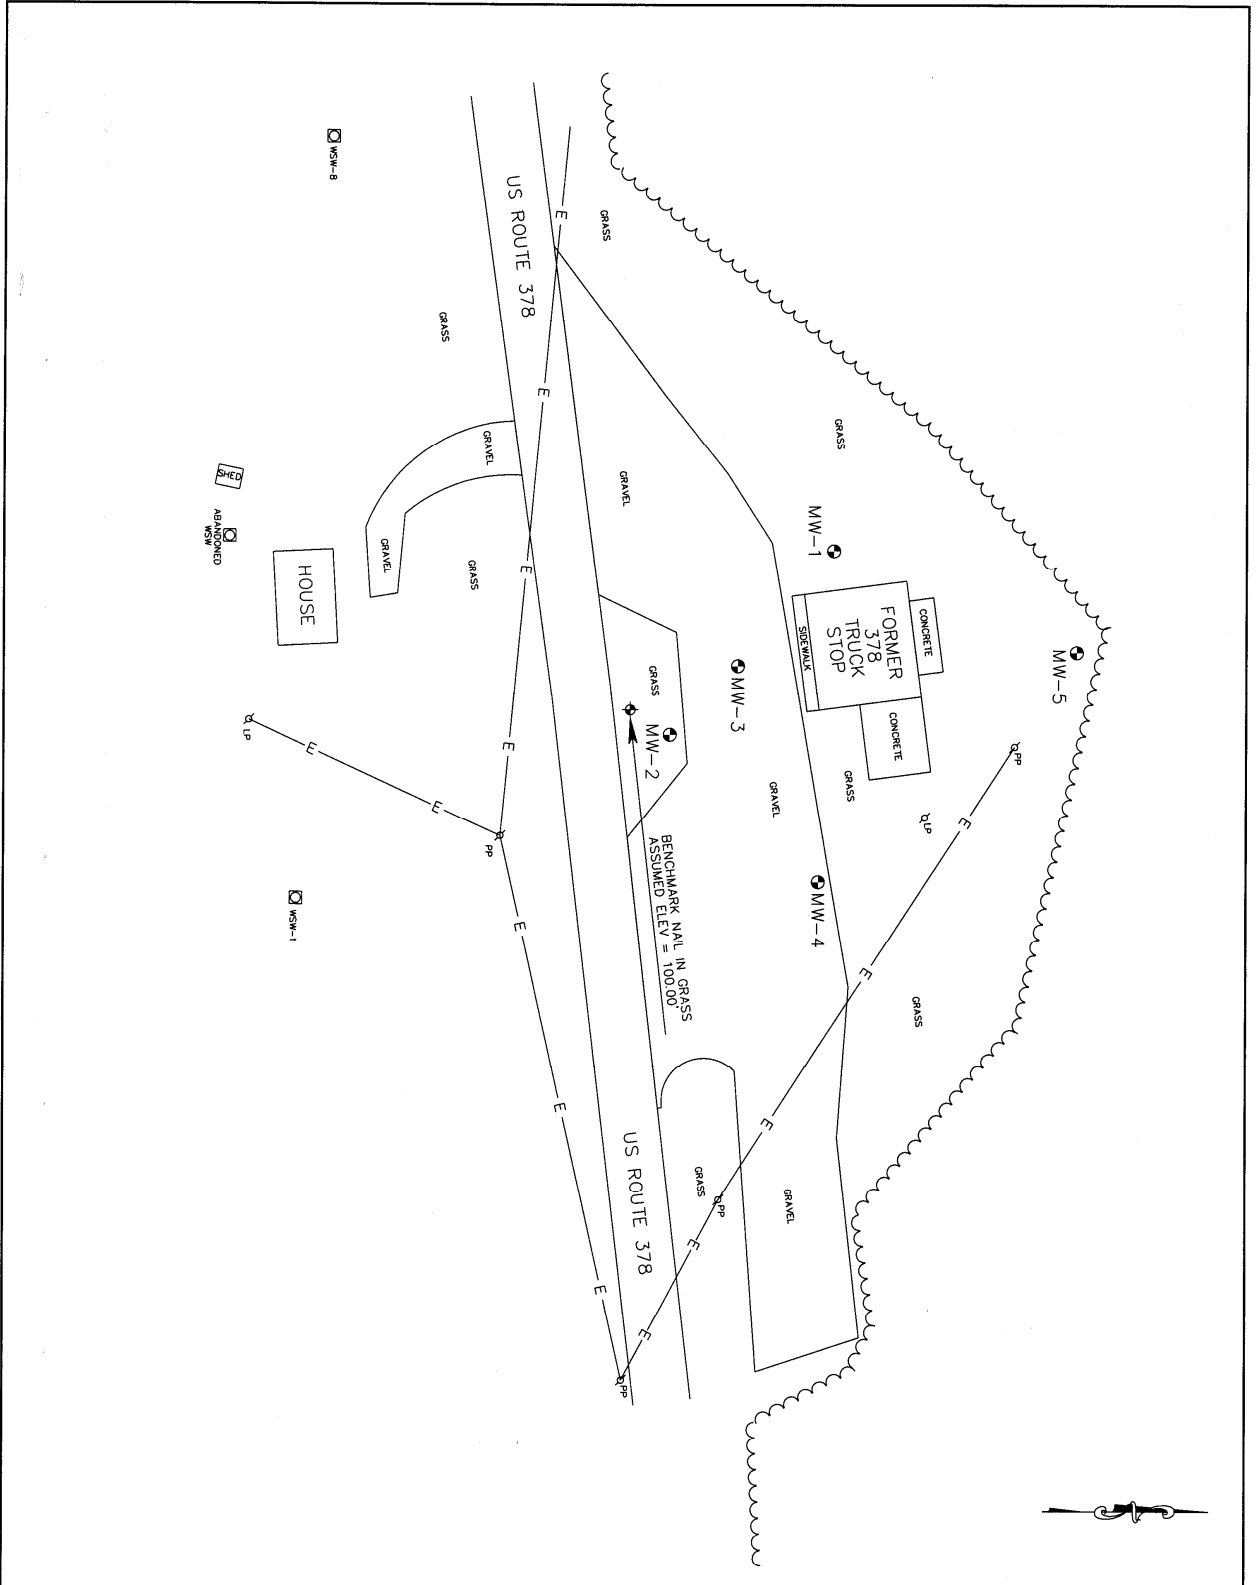 WSW-8
US ROUTE 378
E
GRASS
GRASS
E
GRAVEL
GRAVEL
GRASS
GRASS
GRAVEL
SHED
ABANDONED
WSW
HOUSE
E
MW-1
FORMER
378
TRUCK
STOP
SIDEWALK
CONCRETE
CONCRETE
MW-5
MW-3
GRASS
MW-2
BENCHMARK NAIL IN GRASS
ASSUMED ELEV = 100.00'
GRAVEL
GRASS
PP
LP
E
MW-4
E
GRASS
LP
E
E
E
PP
WSW-1
E
E
E
E
GRASS
PP
GRAVEL
US ROUTE 378
E
E
PP